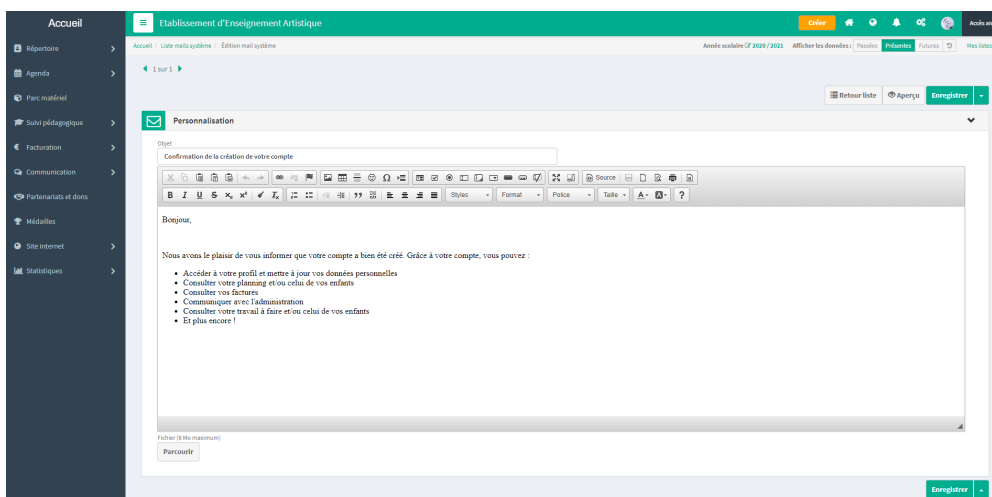 Accueil
Etablissement d'Enseignement Artistique
Créer
Accès ai
Répertoire
Agenda
Parc matériel
Suivi pédagogique
Facturation
Communication
Partenariats et dons
Médailles
Site internet
Statistiques
Accueil / Liste mails système / Édition mail système
Année scolaire 2020 / 2021 Afficher les données : Passées Présentes Futures Mes listes
1 sur 1
Retour liste Aperçu Enregistrer
Personnalisation
Objet
Confirmation de la création de votre compte
Source
B I U S x₂ x² Tx Styles Format Police Taille A A ?
Bonjour,
Nous avons le plaisir de vous informer que votre compte a bien été créé. Grâce à votre compte, vous pouvez :
• Accéder à votre profil et mettre à jour vos données personnelles
• Consulter votre planning et/ou celui de vos enfants
• Consulter vos factures
• Communiquer avec l'administration
• Consulter votre travail à faire et/ou celui de vos enfants
• Et plus encore !
Fichier (8 Mo maximum)
Parcourir
Enregistrer